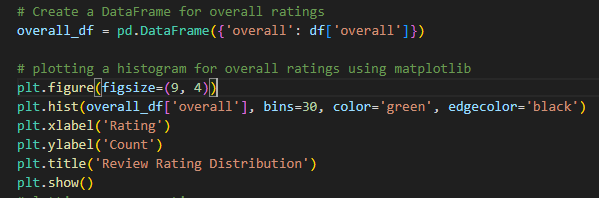 # Create a DataFrame for overall ratings
overall_df = pd.DataFrame({'overall': df['overall']})
# plotting a histogram for overall ratings using matplotlib
plt.figure(figsize=(9, 4))
plt.hist(overall_df['overall'], bins=30, color='green', edgecolor='black')
plt.xlabel('Rating')
plt.ylabel('Count')
plt.title('Review Rating Distribution')
plt.show()